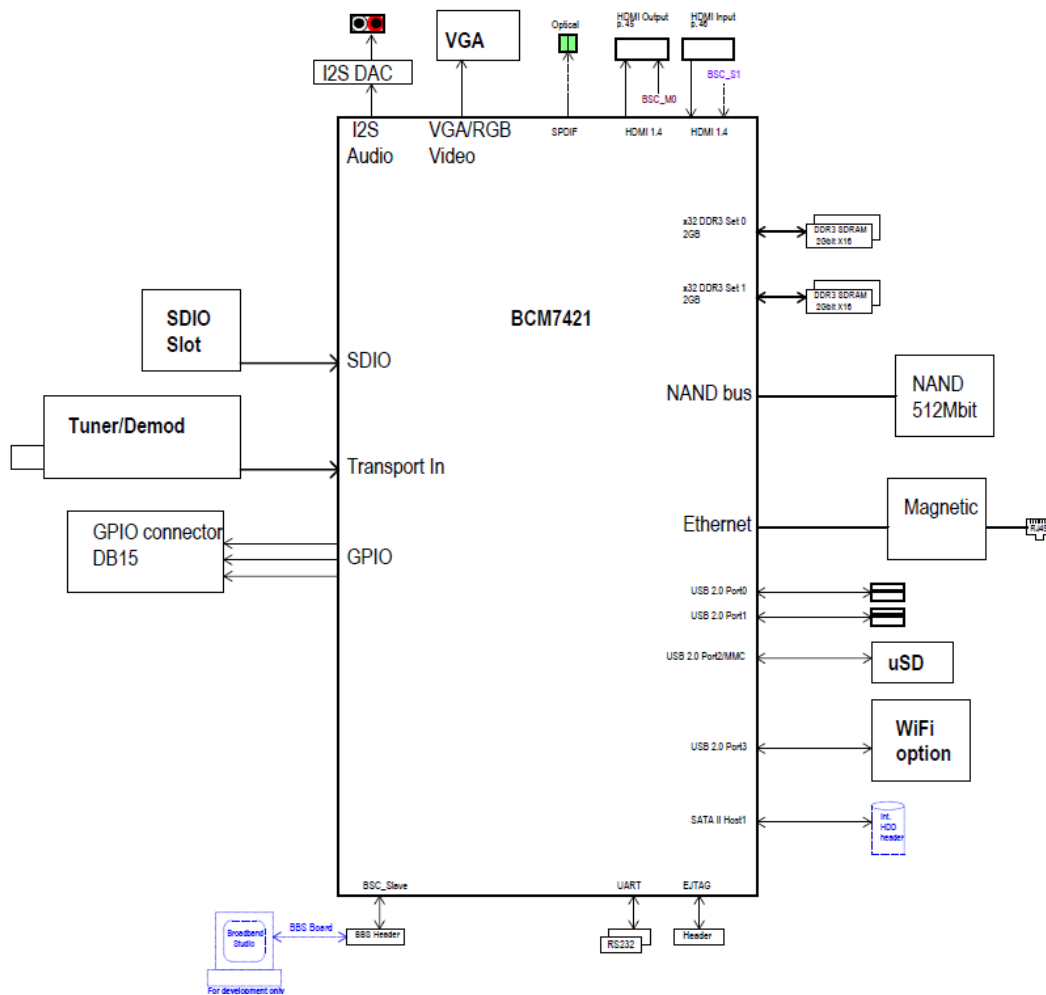 Optical
HDMI Output
p. 45
HDMI Input
p. 46
VGA
I2S DAC
BSC_S1
BSC_M0
I2S
Audio
VGA/RGB
Video
SPDIF
HDMI 1.4
HDMI 1.4
x32 DDR3 Set 0
2GB
DDR3 SDRAM
2Gbit X16
x32 DDR3 Set 1
2GB
DDR3 SDRAM
2Gbit X16
BCM7421
SDIO
Slot
SDIO
NAND bus
NAND
512Mbit
Tuner/Demod
Transport In
GPIO connector
DB15
GPIO
Ethernet
Magnetic
RJ45
USB 2.0 Port0
USB 2.0 Port1
USB 2.0 Port2/MMC
uSD
USB 2.0 Port3
WiFi
option
SATA II Host1
Int.
HDD
header
BSC_Slave
UART
EJTAG
Broadband
Studio
BBS Board
BBS Header
RS232
Header
For development only